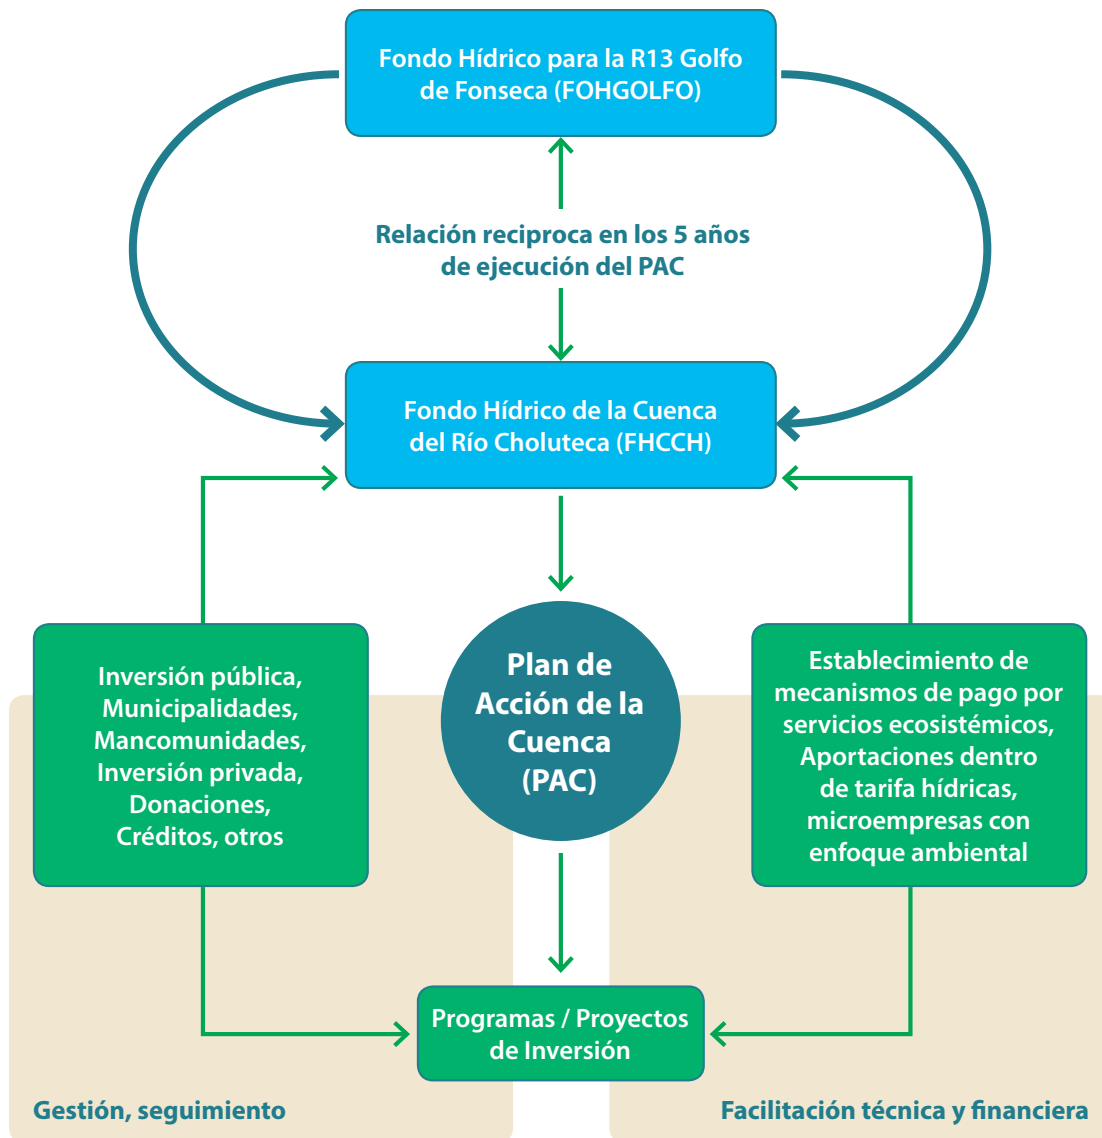 Fondo Hídrico para la R13 Golfo
de Fonseca (FOHGOLFO)
Relación reciproca en los 5 años
de ejecución del PAC
Fondo Hídrico de la Cuenca
del Río Choluteca (FHCCH)
Inversión pública,
Municipalidades,
Mancomunidades,
Inversión privada,
Donaciones,
Créditos, otros
Plan de
Acción de la
Cuenca
(PAC)
Establecimiento de
mecanismos de pago por
servicios ecosistémicos,
Aportaciones dentro
de tarifa hídricas,
microempresas con
enfoque ambiental
Programas / Proyectos
de Inversión
Gestión, seguimiento
Facilitación técnica y financiera